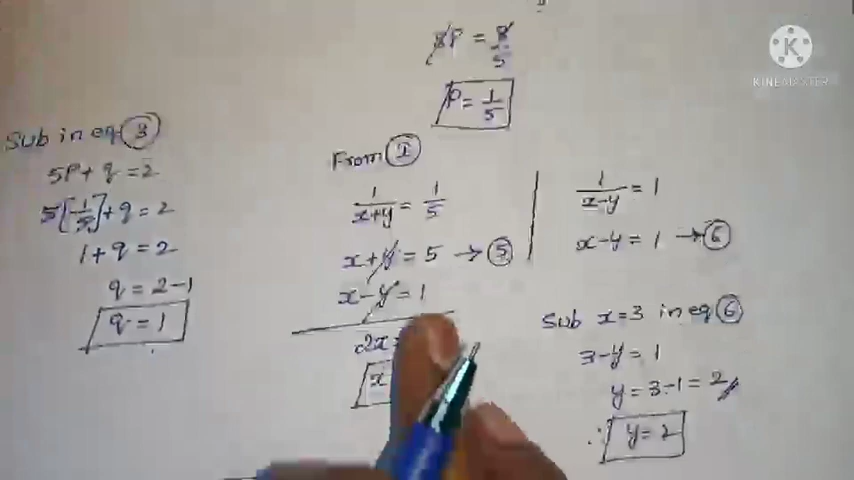 8P = 8/5
P = 1/5
Sub in eq 3
5P + q = 2
5[1/5] + q = 2
1 + q = 2
q = 2 - 1
q = 1
From I
1/(x+y) = 1/5
x + y = 5 → 5
x - y = 1
2x =
x
1/(x-y) = 1
x - y = 1 → 6
Sub x = 3 in eq 6
3 - y = 1
y = 3 - 1 = 2
∴ y = 2
K
KINEMASTER